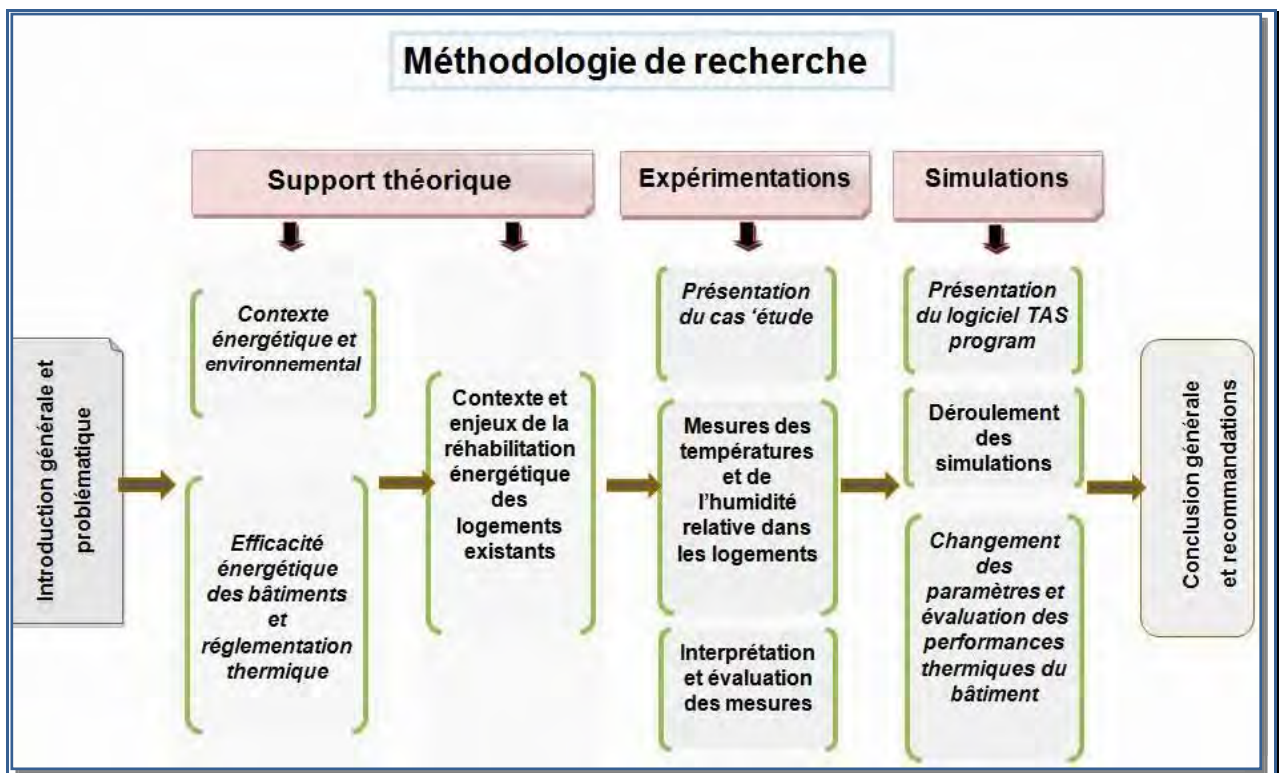 Méthodologie de recherche
Support théorique
Expérimentations
Simulations
Introduction générale et
problématique
Contexte
énergétique et
environnemental
Efficacité
énergétique
des bâtiments
et
réglementation
thermique
Contexte et
enjeux de la
réhabilitation
énergétique
des
logements
existants
Présentation
du cas ‘étude
Mesures des
températures
et de
l’humidité
relative dans
les logements
Interprétation
et évaluation
des mesures
Présentation
du logiciel TAS
program
Déroulement
des
simulations
Changement
des
paramètres et
évaluation des
performances
thermiques du
bâtiment
Conclusion générale
et recommandations